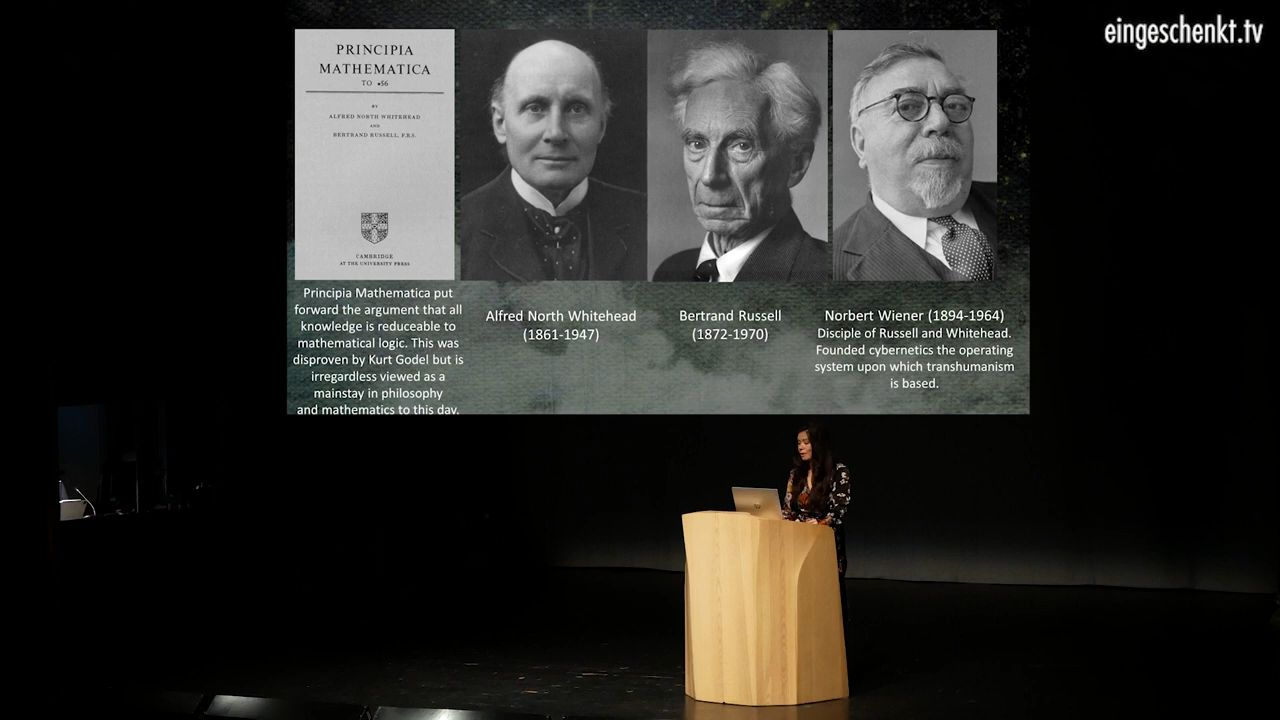 eingeschenkt.tv
PRINCIPIA
MATHEMATICA
TO *56
BY
ALFRED NORTH WHITEHEAD
AND
BERTRAND RUSSELL, F.R.S.
CAMBRIDGE
AT THE UNIVERSITY PRESS
Principia Mathematica put
forward the argument that all
knowledge is reduceable to
mathematical logic. This was
disproven by Kurt Godel but is
irregardless viewed as a
mainstay in philosophy
and mathematics to this day.
Alfred North Whitehead
(1861-1947)
Bertrand Russell
(1872-1970)
Norbert Wiener (1894-1964)
Disciple of Russell and Whitehead.
Founded cybernetics the operating
system upon which transhumanism
is based.